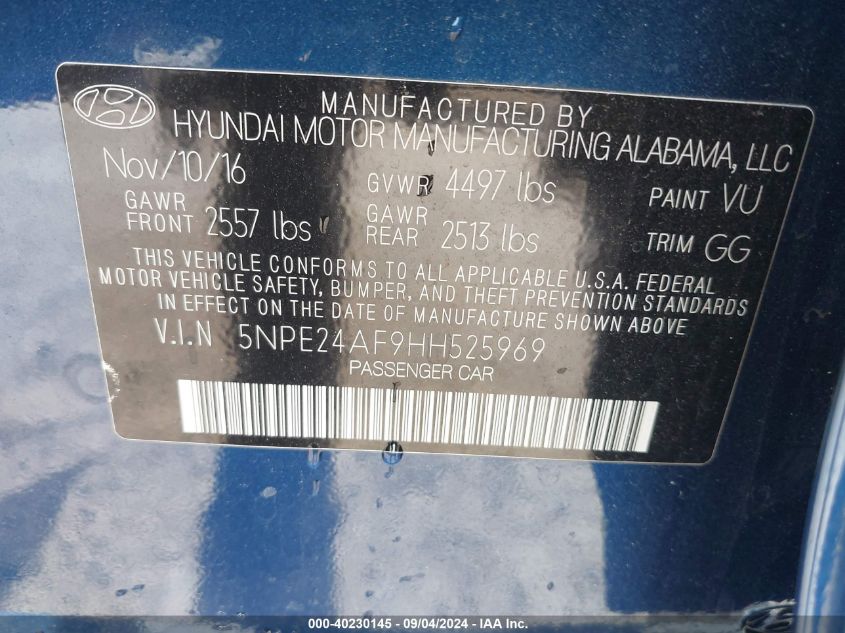 MANUFACTURED BY
HYUNDAI MOTOR MANUFACTURING ALABAMA, LLC
Nov/10/16 GVWR 4497 lbs PAINT VU
GAWR FRONT 2557 lbs GAWR REAR 2513 lbs TRIM GG
THIS VEHICLE CONFORMS TO ALL APPLICABLE U.S.A. FEDERAL
MOTOR VEHICLE SAFETY, BUMPER, AND THEFT PREVENTION STANDARDS
IN EFFECT ON THE DATE OF MANUFACTURE SHOWN ABOVE
V.I.N 5NPE24AF9HH525969
PASSENGER CAR
000-40230145 - 09/04/2024 - IAA Inc.